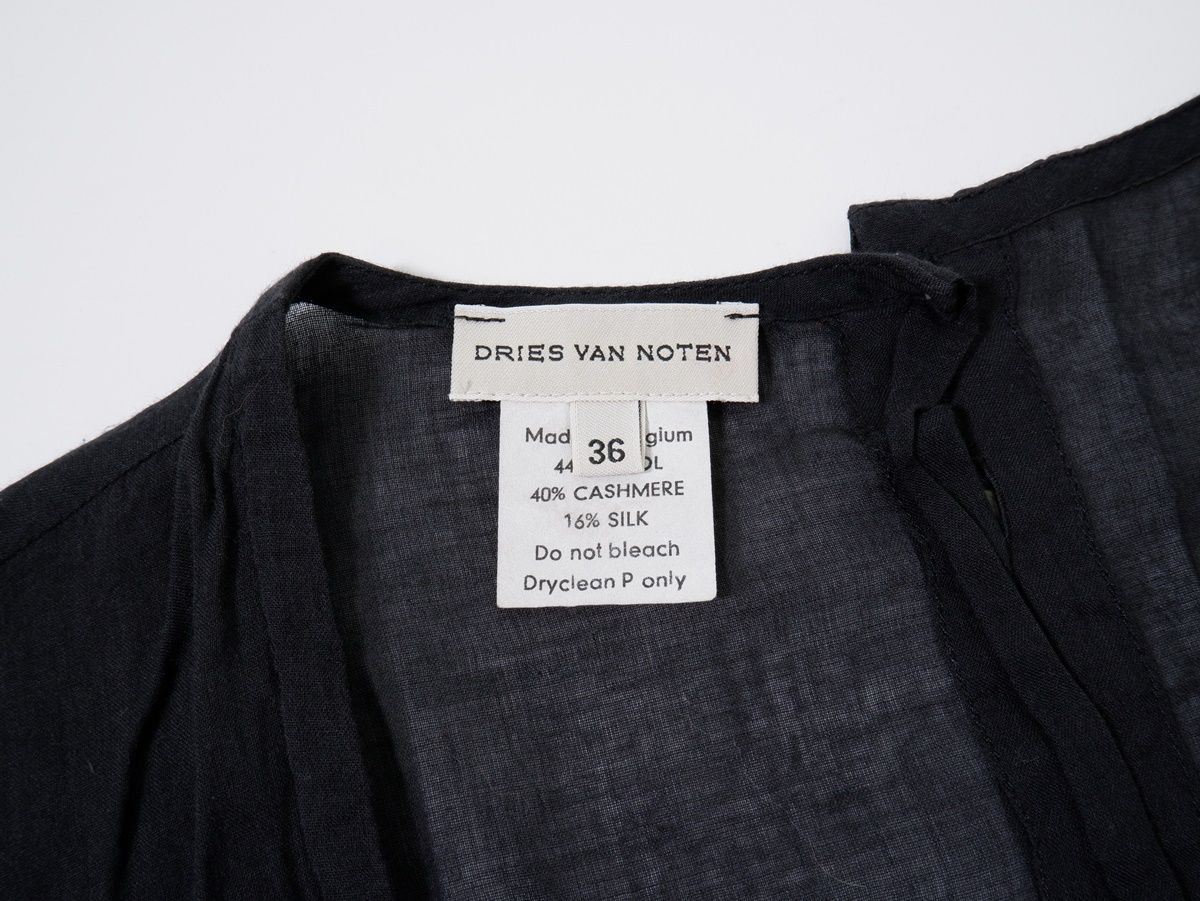 DRIES VAN NOTEN
36
Mad gium
44 OL
40% CASHMERE
16% SILK
Do not bleach
Dryclean P only